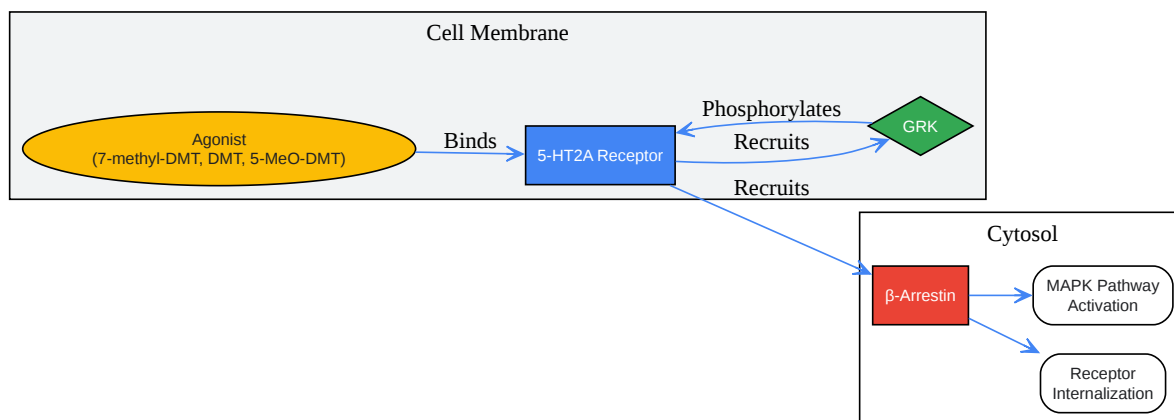 Cell Membrane
Agonist
(7-methyl-DMT, DMT, 5-MeO-DMT)
Binds
5-HT2A Receptor
Phosphorylates
Recruits
GRK
Recruits
Cytosol
β-Arrestin
MAPK Pathway
Activation
Receptor
Internalization